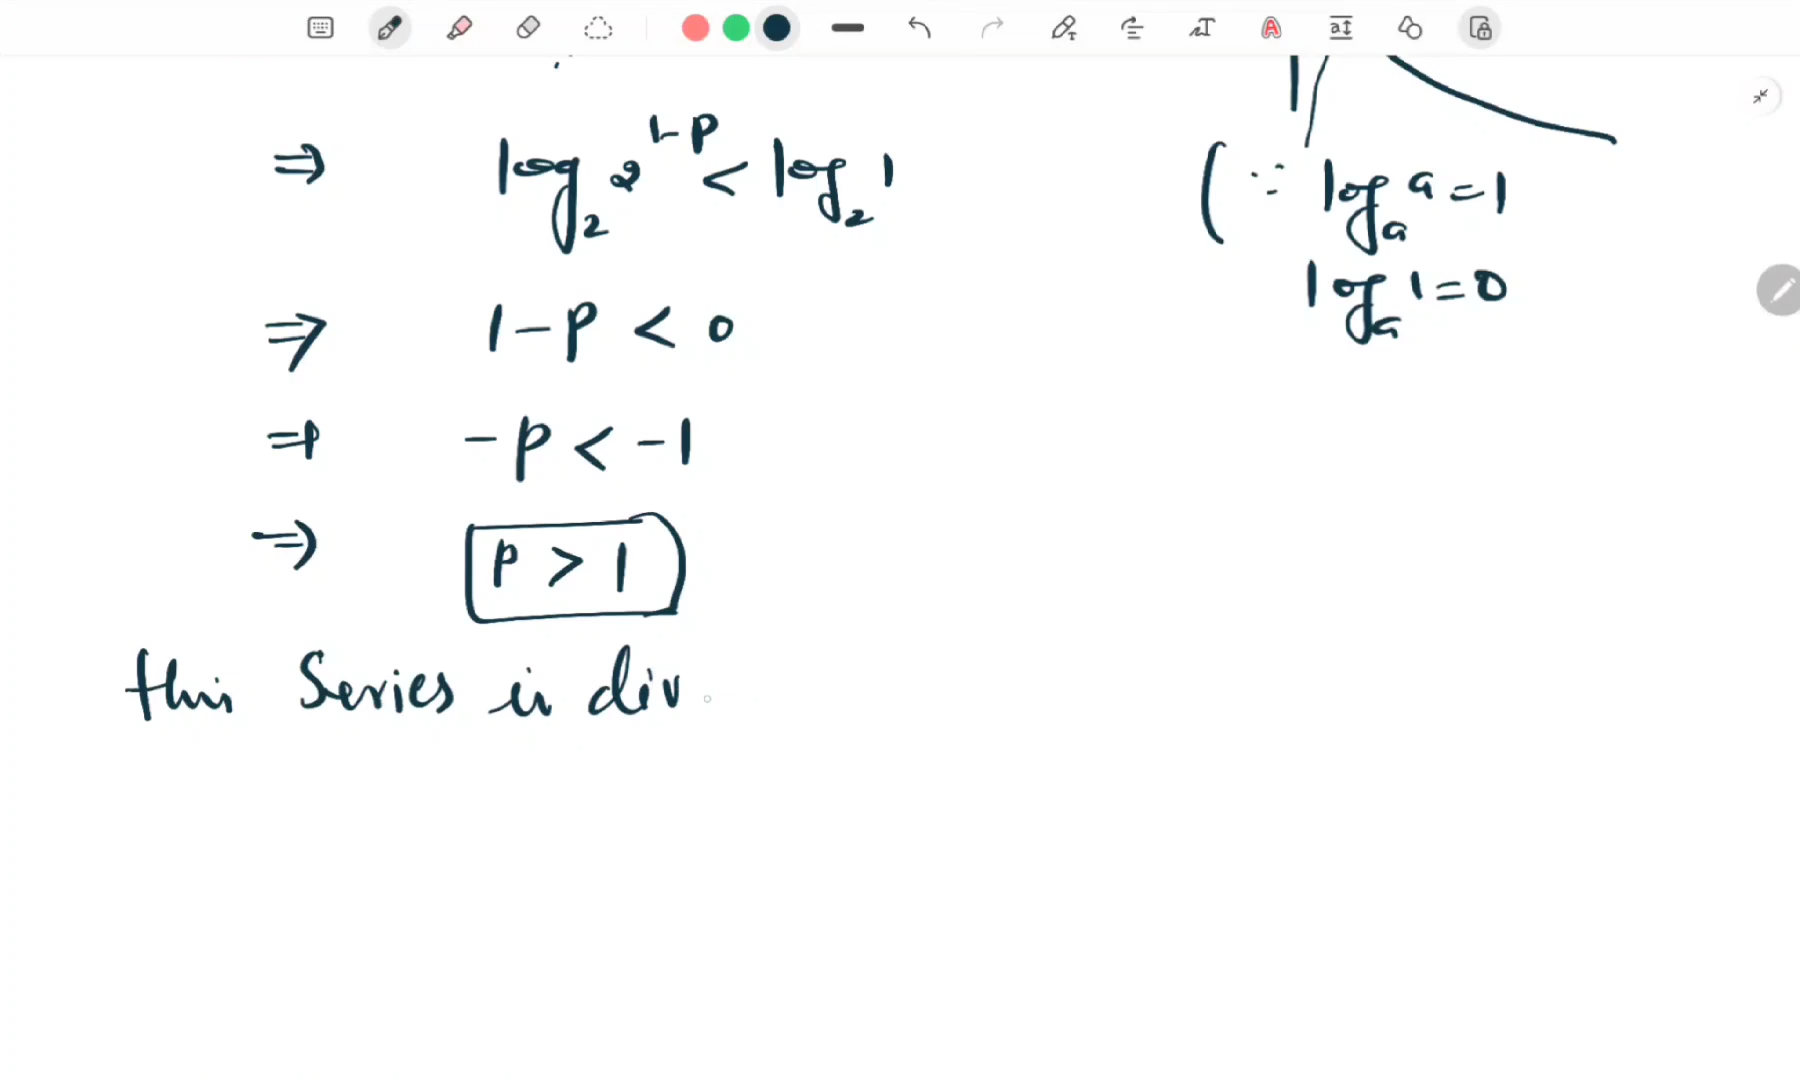 ⇒ log₂ 2^{1-p} < log₂ 1
(∵ logₐ a = 1
logₐ 1 = 0
⇒ 1 - p < 0
⇒ - p < -1
⇒ p > 1
this Series is div